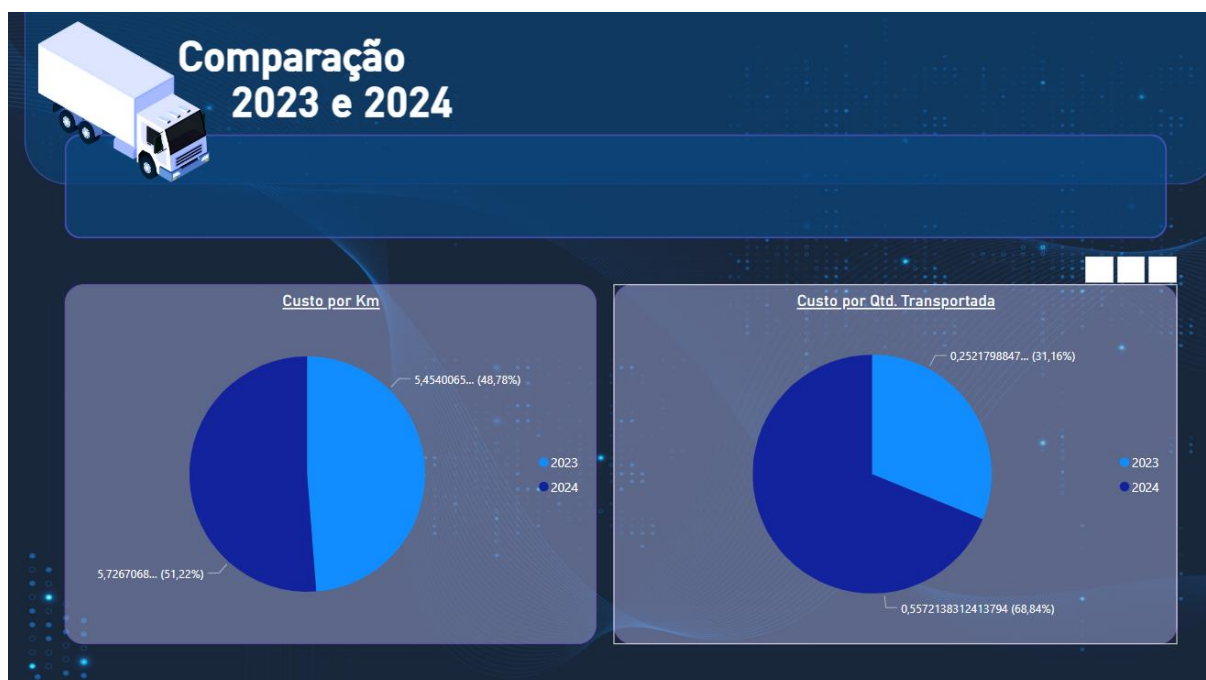 Comparação
2023 e 2024
Custo por Km
5,4540065... (48,78%)
2023
2024
5,7267068... (51,22%)
Custo por Qtd. Transportada
0,2521798847... (31,16%)
2023
2024
0,5572138312413794 (68,84%)